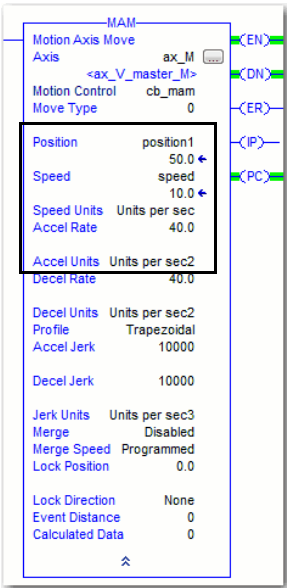 MAM
Motion Axis Move
EN
Axis ax_M ...
<ax_V_master_M>
DN
Motion Control cb_mam
Move Type 0
ER
Position position1
IP
50.0
Speed speed
PC
10.0
Speed Units Units per sec
Accel Rate 40.0
Accel Units Units per sec2
Decel Rate 40.0
Decel Units Units per sec2
Profile Trapezoidal
Accel Jerk 10000
Decel Jerk 10000
Jerk Units Units per sec3
Merge Disabled
Merge Speed Programmed
Lock Position 0.0
Lock Direction None
Event Distance 0
Calculated Data 0